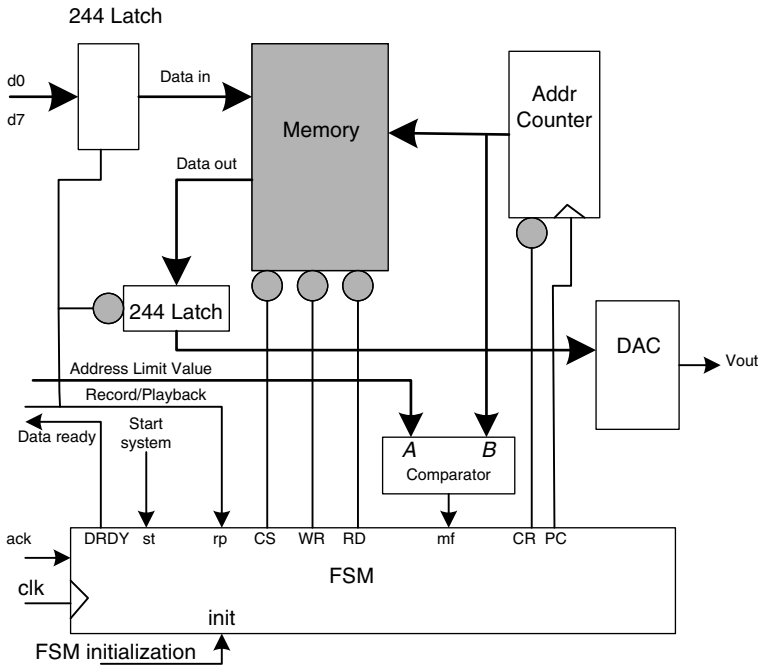 244 Latch
d0
d7
Data in
Memory
Addr
Counter
Data out
244 Latch
DAC
Vout
Address Limit Value
Record/Playback
Data ready
Start
system
A
B
Comparator
ack
DRDY
st
rp
CS
WR
RD
mf
CR
PC
FSM
clk
init
FSM initialization